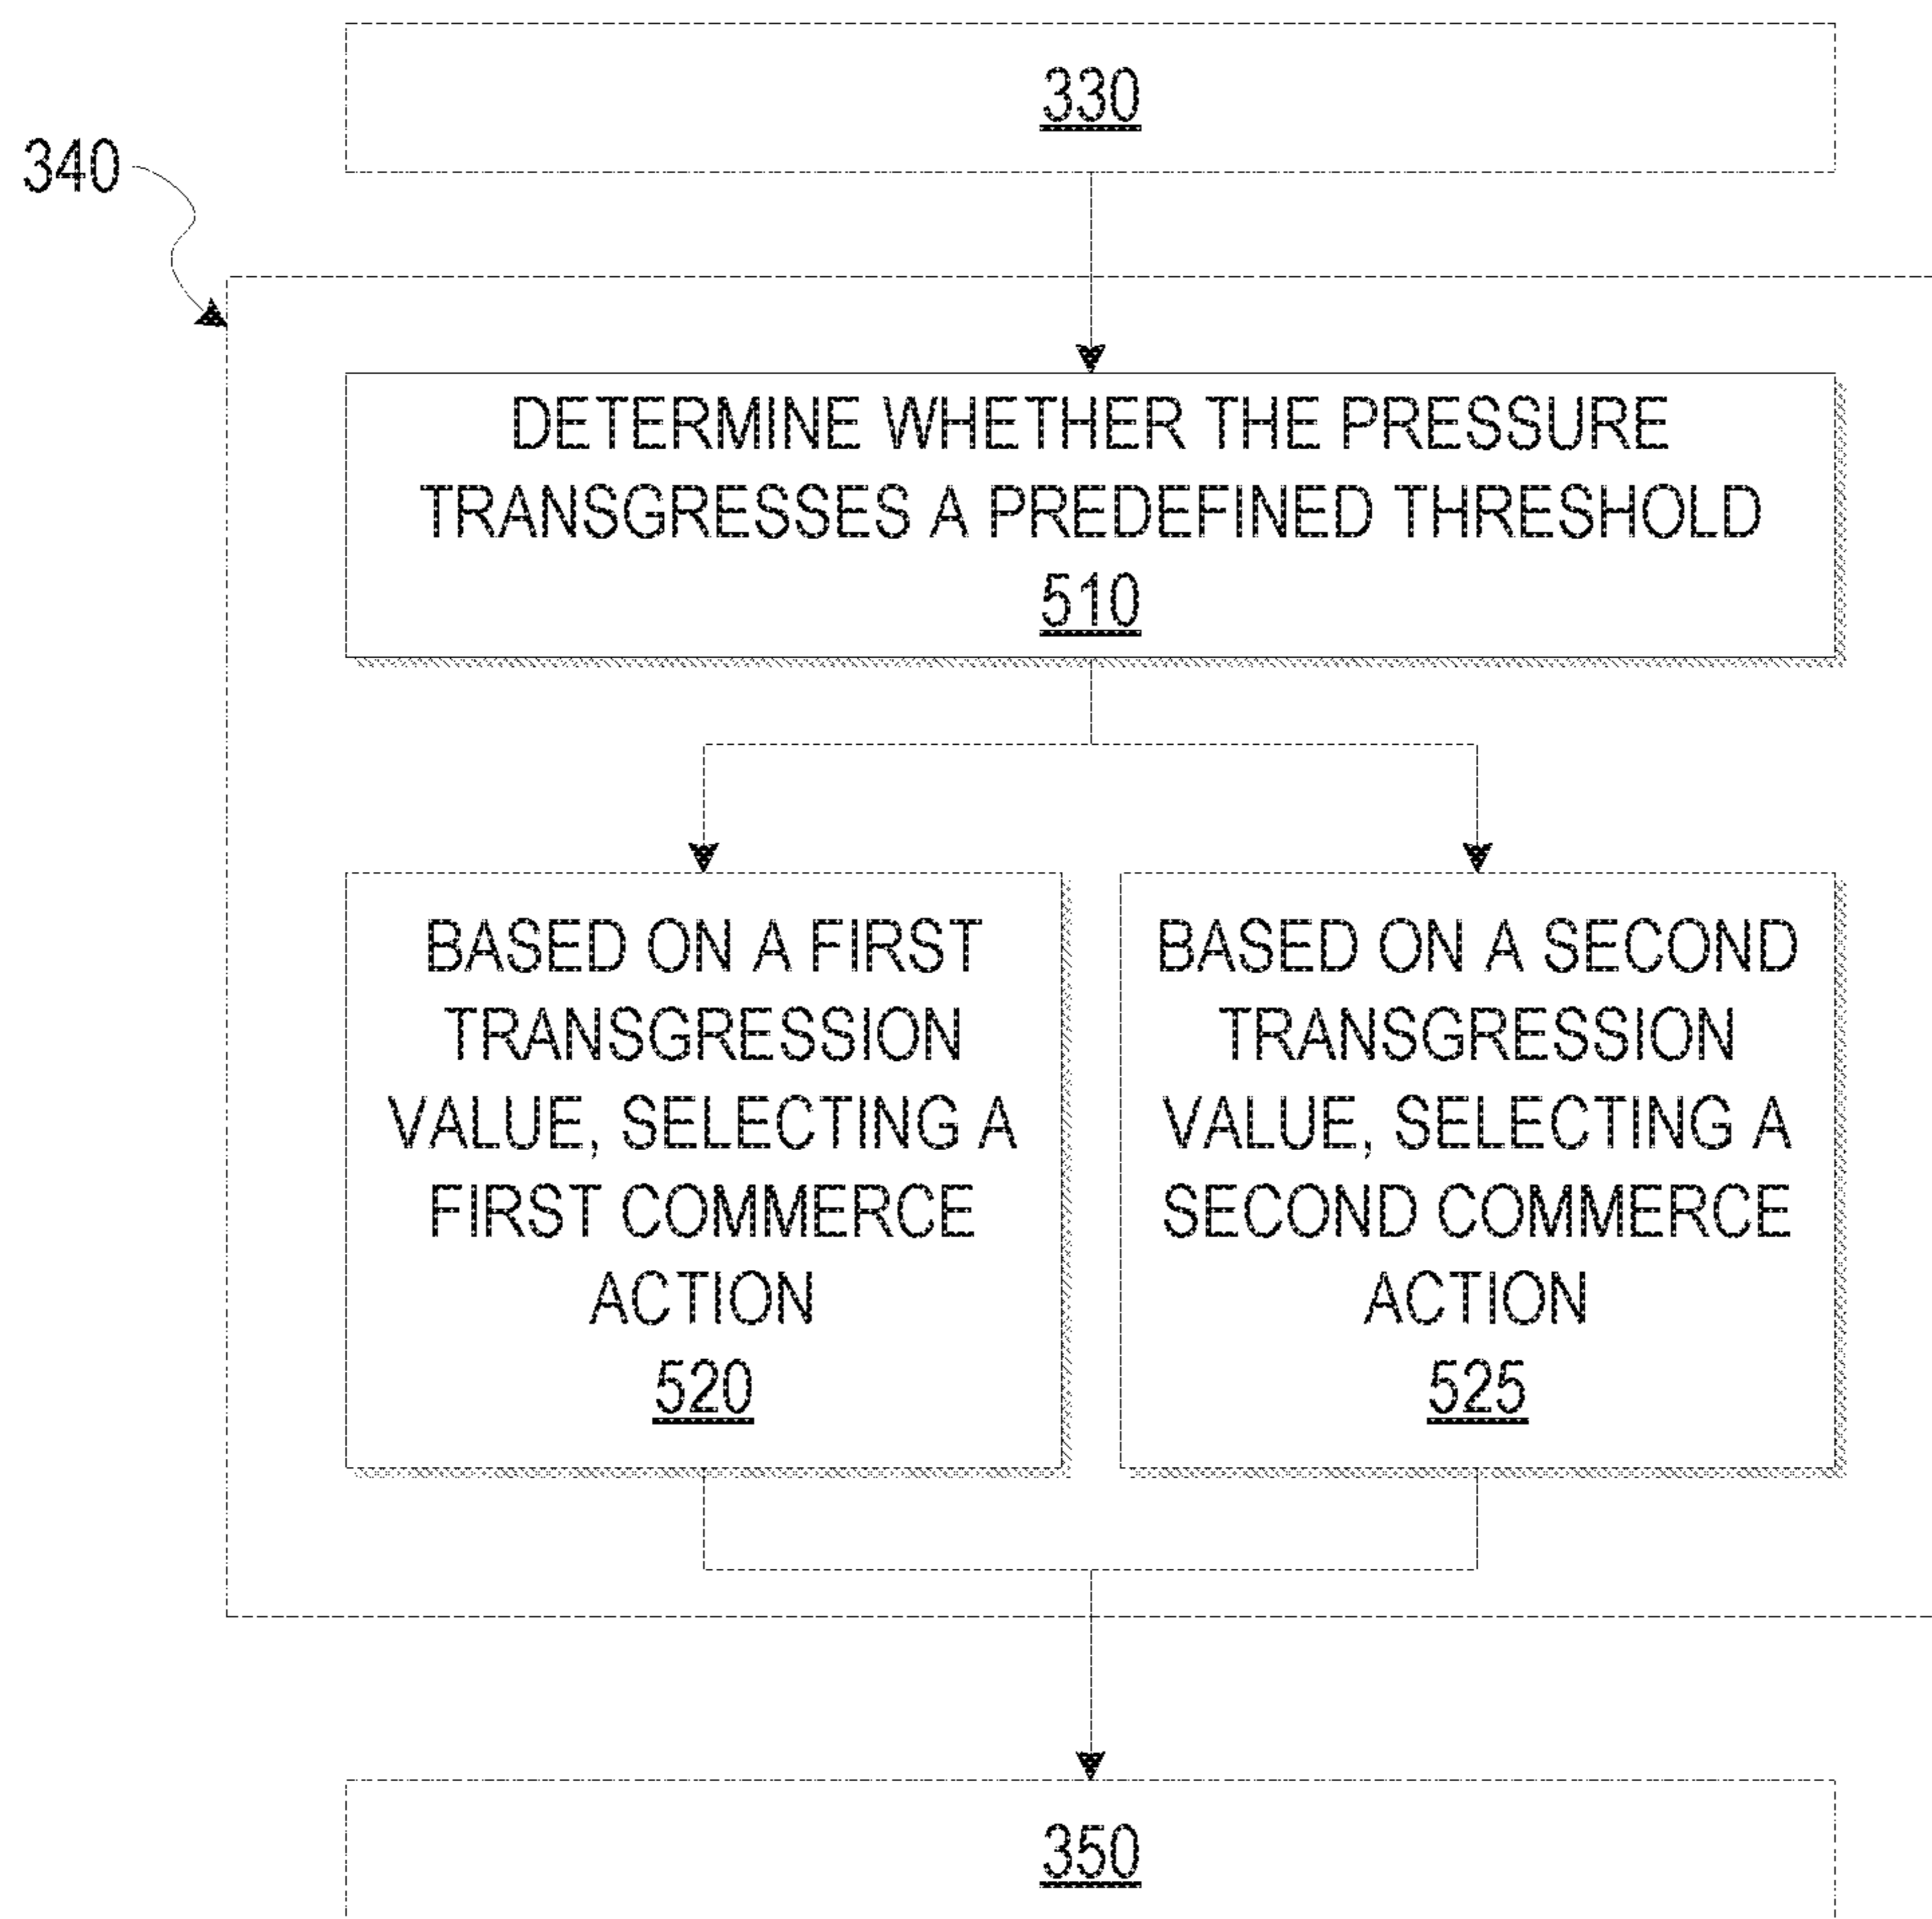 330
340
DETERMINE WHETHER THE PRESSURE
TRANSGRESSES A PREDEFINED THRESHOLD
510
BASED ON A FIRST
TRANSGRESSION
VALUE, SELECTING A
FIRST COMMERCE
ACTION
520
BASED ON A SECOND
TRANSGRESSION
VALUE, SELECTING A
SECOND COMMERCE
ACTION
525
350